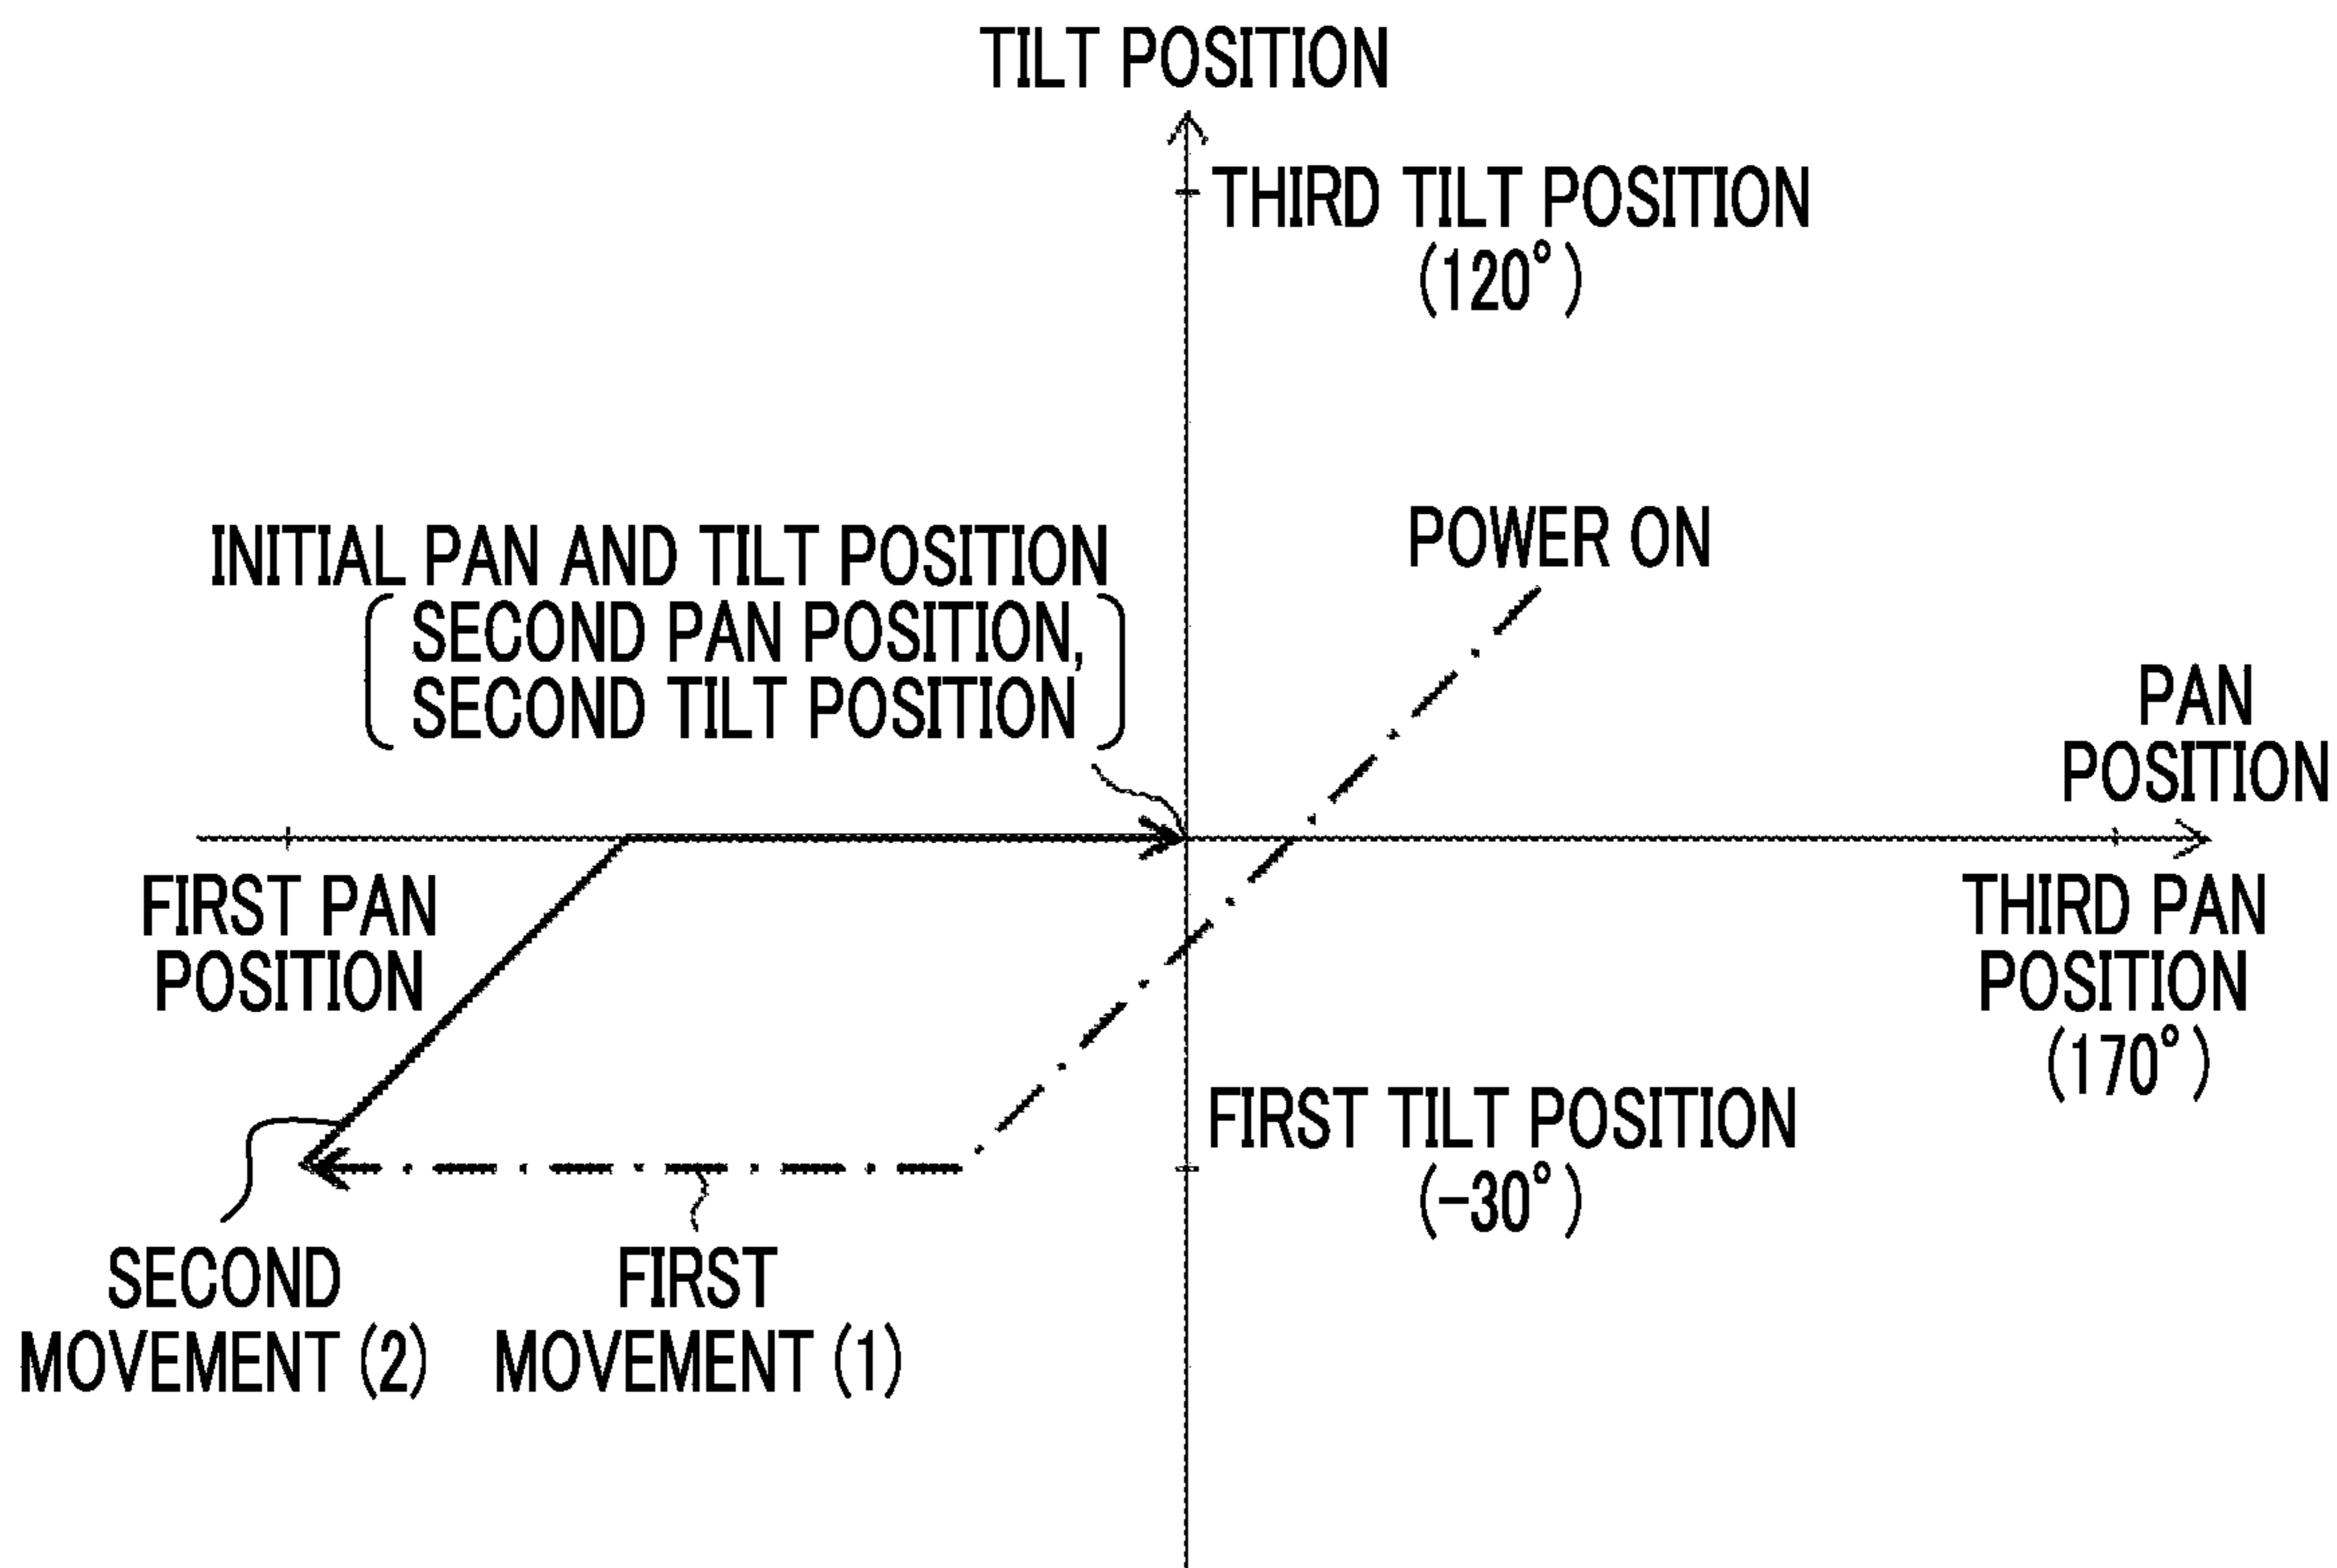 TILT POSITION
THIRD TILT POSITION
(120°)
POWER ON
INITIAL PAN AND TILT POSITION
SECOND PAN POSITION,
SECOND TILT POSITION
PAN
POSITION
FIRST PAN
POSITION
THIRD PAN
POSITION
(170°)
FIRST TILT POSITION
(-30°)
SECOND
MOVEMENT (2)
FIRST
MOVEMENT (1)